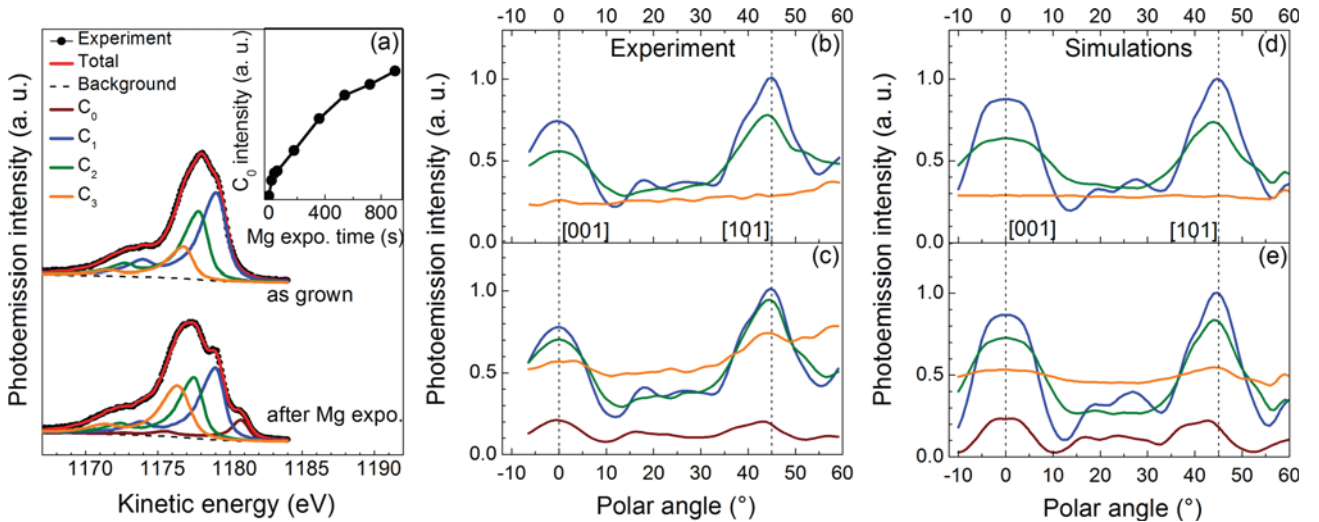 (a)
Experiment
Total
Background
C0
C1
C2
C3
C0 intensity (a. u.)
0 400 800
Mg expo. time (s)
as grown
after Mg expo.
Photoemission intensity (a. u.)
1170 1175 1180 1185 1190
Kinetic energy (eV)
-10 0 10 20 30 40 50 60
Experiment
(b)
1.0
0.5
0.0
[001] [101]
(c)
1.0
0.5
0.0
Photoemission intensity (a. u.)
-10 0 10 20 30 40 50 60
Polar angle (°)
-10 0 10 20 30 40 50 60
Simulations
(d)
1.0
0.5
0.0
[001] [101]
(e)
1.0
0.5
0.0
Photoemission intensity (a. u.)
-10 0 10 20 30 40 50 60
Polar angle (°)